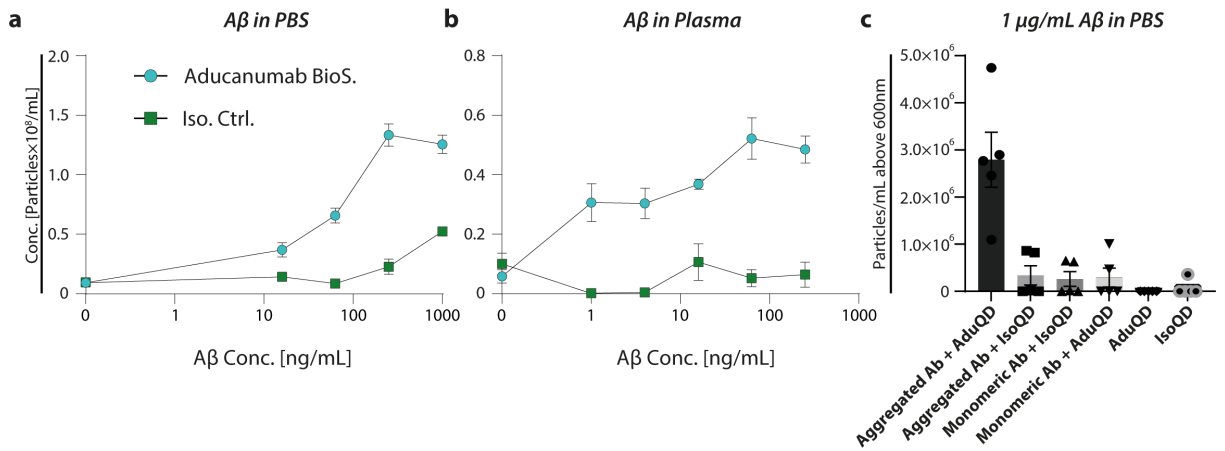 a
Aβ in PBS
Conc. [Particles×10⁸/mL]
2.0
1.5
1.0
0.5
0
Aducanumab BioS.
Iso. Ctrl.
0 1 10 100 1000
Aβ Conc. [ng/mL]
b
Aβ in Plasma
0.8
0.6
0.4
0.2
0
0 1 10 100 1000
Aβ Conc. [ng/mL]
c
1 µg/mL Aβ in PBS
Particles/mL above 600nm
5.0×10⁶
4.0×10⁶
3.0×10⁶
2.0×10⁶
1.0×10⁶
0
Aggregated Ab + AduQD
Aggregated Ab + IsoQD
Monomeric Ab + IsoQD
Monomeric Ab + AduQD
AduQD
IsoQD